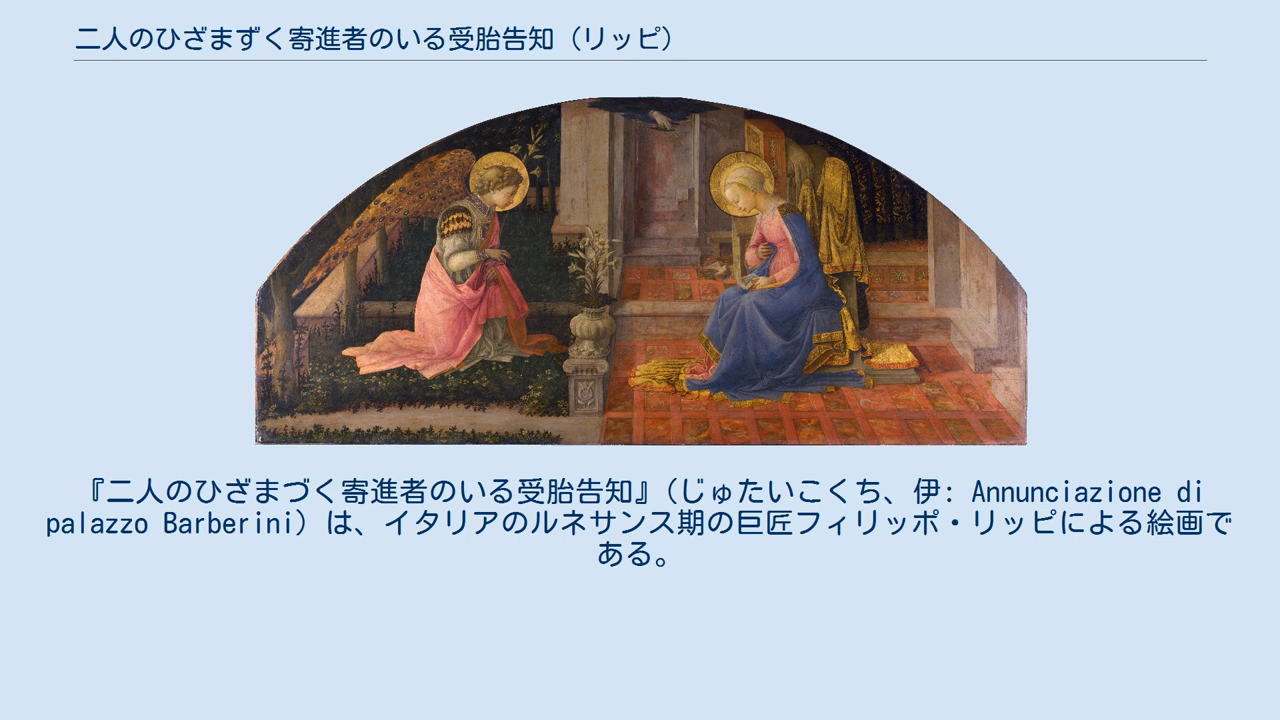 二人のひざまずく寄進者のいる受胎告知（リッピ）
『二人のひざまづく寄進者のいる受胎告知』（じゅたいこくち、伊: Annunciazione di
palazzo Barberini）は、イタリアのルネサンス期の巨匠フィリッポ・リッピによる絵画で
ある。